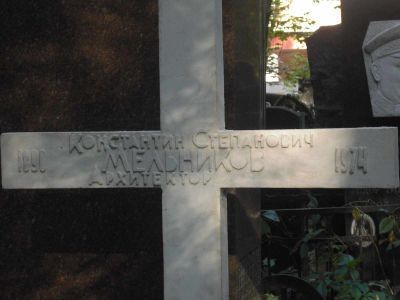 Константин Степанович
1890 Мельников 1974
Архитектор